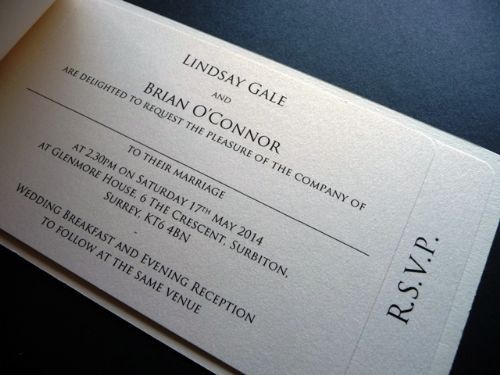 Lindsay Gale
and
Brian O'Connor
are delighted to request the pleasure of the company of
to their marriage
at 2.30pm on Saturday 17th May 2014
at Glenmore House, 6 The Crescent, Surbiton,
Surrey, KT6 4BN
Wedding Breakfast and Evening Reception
to follow at the same venue
R.S.V.P.